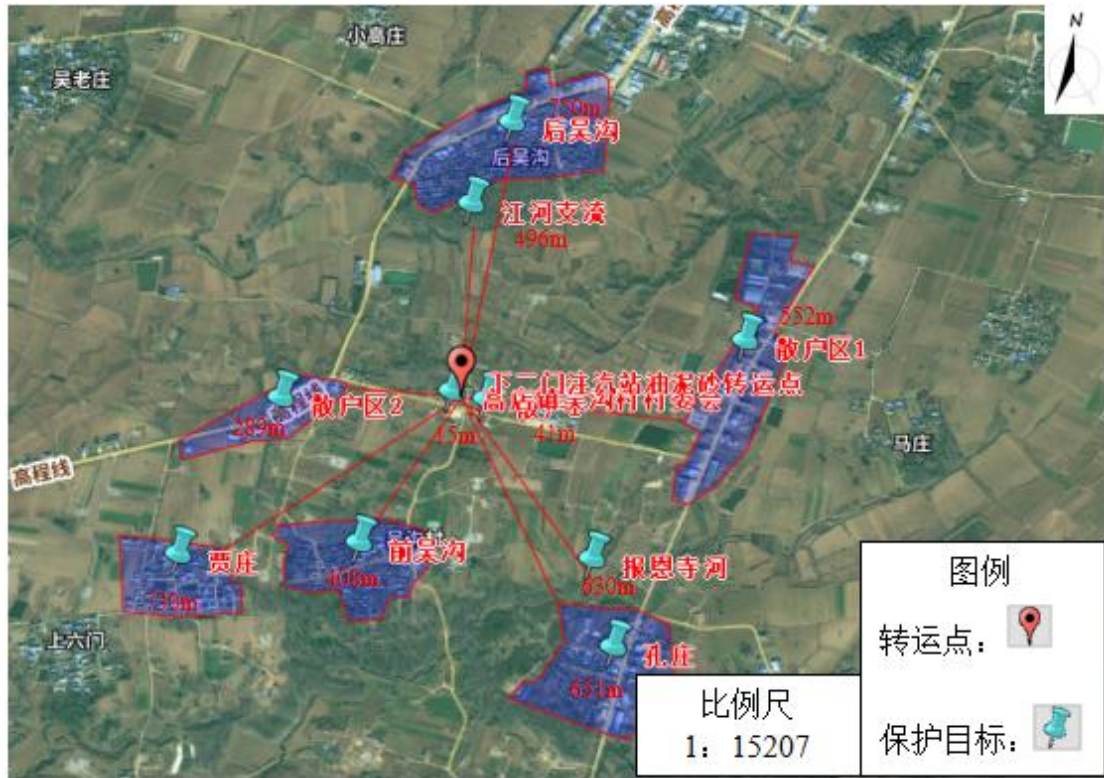 N
小高庄
吴老庄
750m
后吴沟
后吴沟
江河支流
496m
552m
散户区1
下二门注汽站油泥砂转运点
高店镇吴沟村村委会
散户区2
289m
15m
41m
马庄
高程线
贾庄
730m
前吴沟
408m
报恩寺河
630m
上六门
孔庄
651m
图例
转运点：
保护目标：
比例尺
1：15207